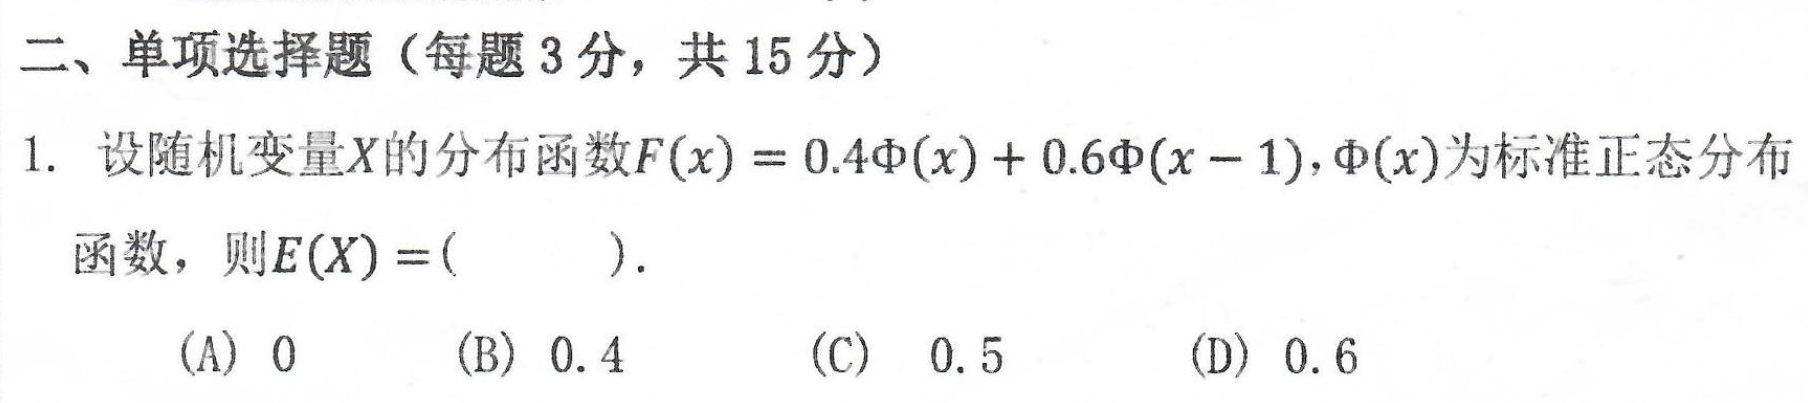 二、单项选择题（每题 3 分，共 15 分）
1. 设随机变量X的分布函数F(x) = 0.4Φ(x) + 0.6Φ(x − 1), Φ(x)为标准正态分布
函数，则E(X) =(  ).
(A) 0 (B) 0.4 (C) 0.5 (D) 0.6